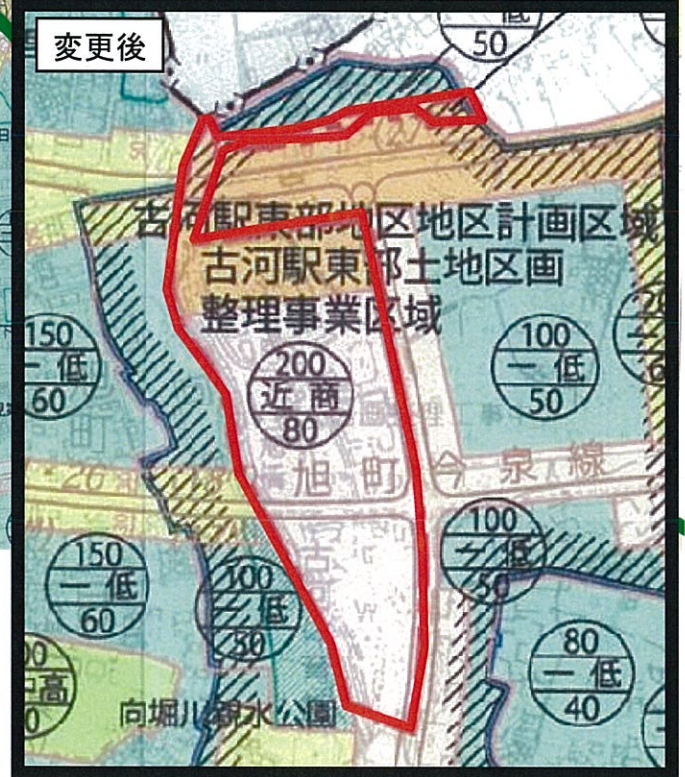 変更後
低
50
古河駅東部地区地区計画区域
古河駅東部土地区画
整理事業区域
150
一低
60
200
近商
80
100
一低
50
旭町今泉線
26
100
一低
50
150
一低
60
100
一低
50
80
一低
40
向堀川親水公園